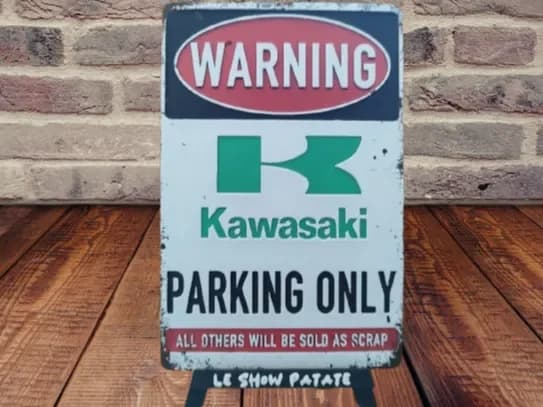 WARNING
Kawasaki
PARKING ONLY
ALL OTHERS WILL BE SOLD AS SCRAP
LE SHOW PATATE